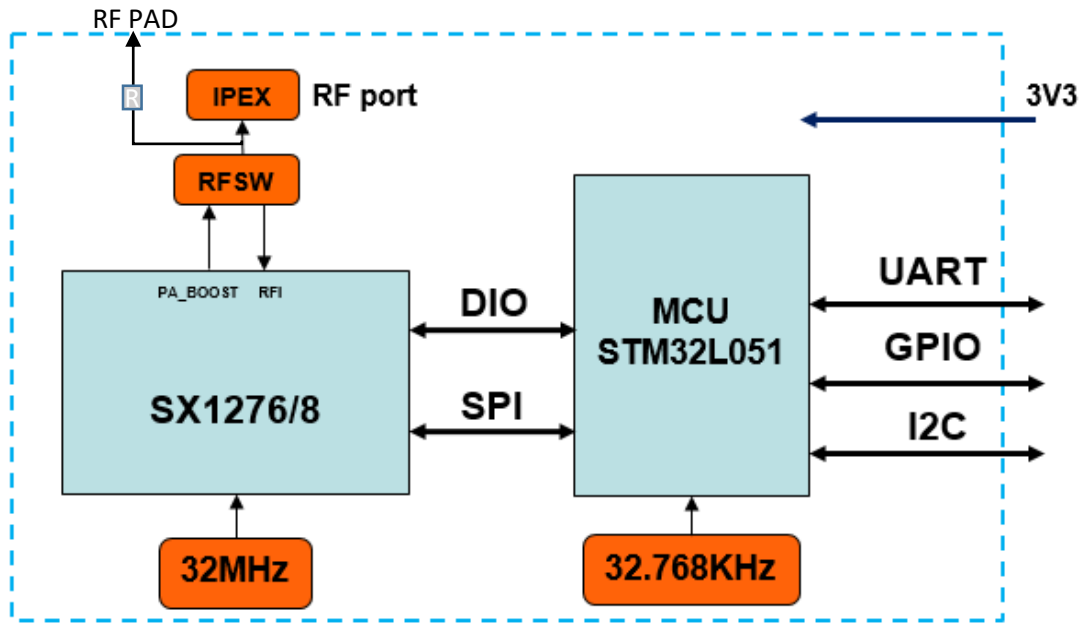 RF PAD
R
IPEX
RF port
3V3
RFSW
PA_BOOST
RFI
SX1276/8
DIO
SPI
MCU
STM32L051
UART
GPIO
I2C
32MHz
32.768KHz